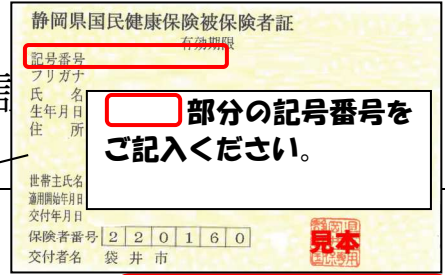 静岡県国民健康保険被保険者証
有効期限
記号番号
フリガナ
氏 名
生年月日
住 所
部分の記号番号を
ご記入ください。
世帯主氏名
適用開始年月日
交付年月日
保険者番号 2 2 0 1 6 0
交付者名 袋井市
見本